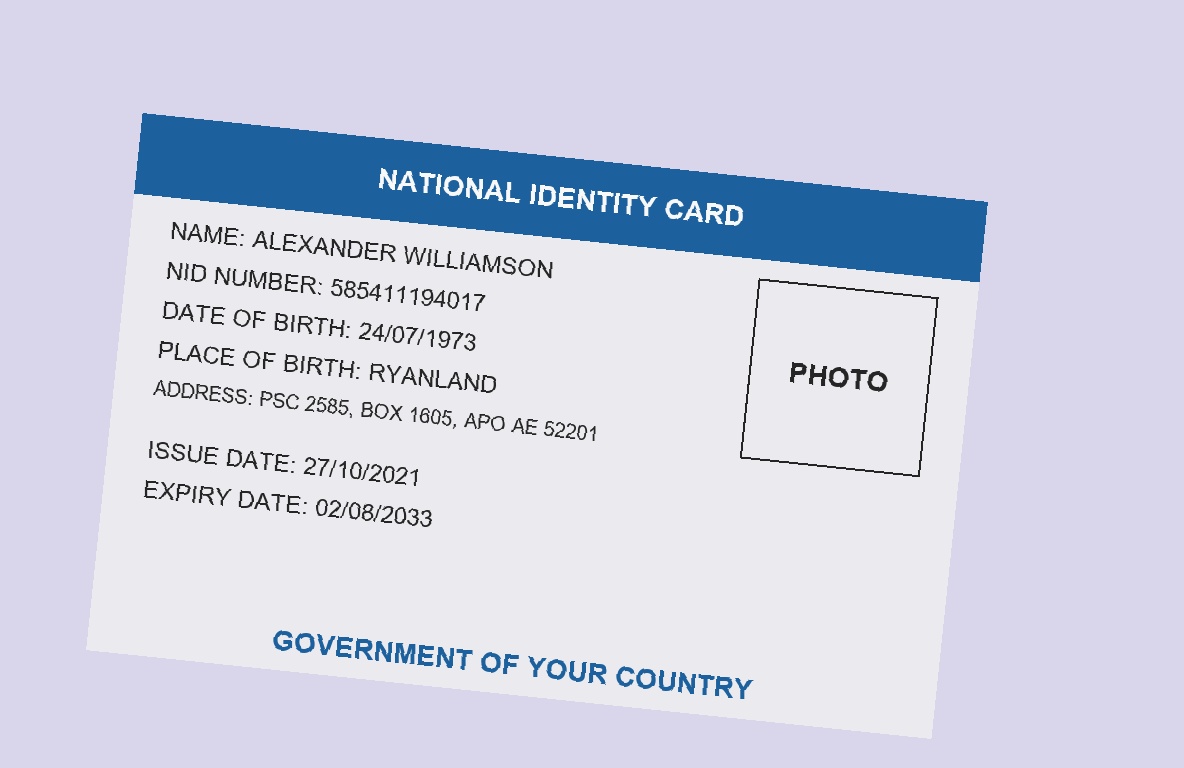 NATIONAL IDENTITY CARD
NAME: ALEXANDER WILLIAMSON
NID NUMBER: 585411194017
DATE OF BIRTH: 24/07/1973
PLACE OF BIRTH: RYANLAND
ADDRESS: PSC 2585, BOX 1605, APO AE 52201
PHOTO
ISSUE DATE: 27/10/2021
EXPIRY DATE: 02/08/2033
GOVERNMENT OF YOUR COUNTRY